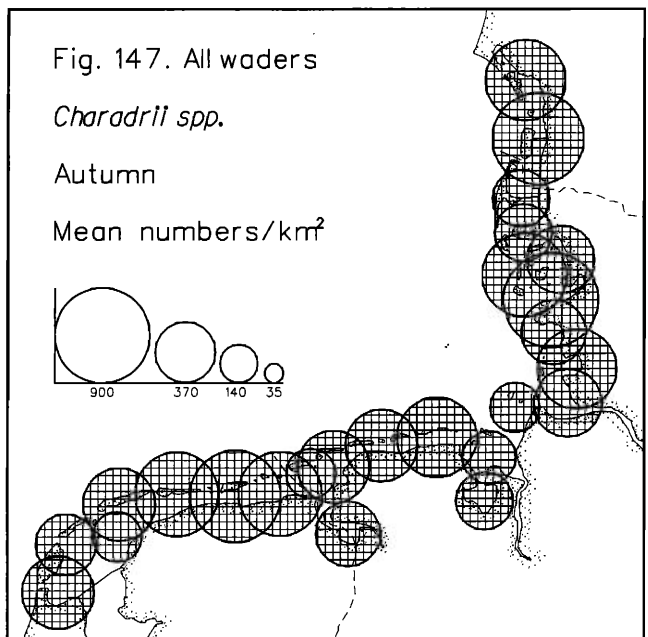 Fig. 147. All waders
Charadrii spp.
Autumn
Mean numbers/km²
900 370 140 35